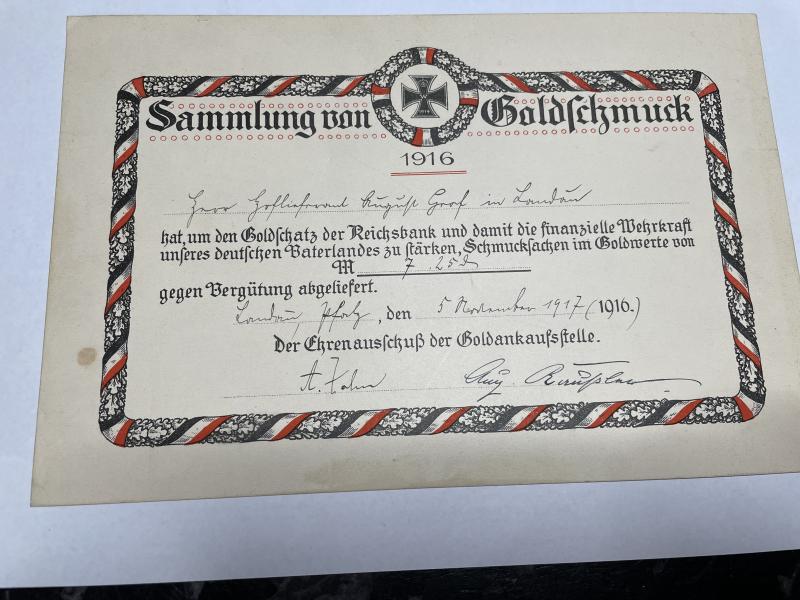 Sammlung von Goldschmuck
1916
Herr Hoflieferant August Graf in Landau
hat, um den Goldschatz der Reichsbank und damit die finanzielle Wehrkraft
unseres deutschen Vaterlandes zu stärken, Schmucksachen im Goldwerte von
M 7.25
gegen Vergütung abgeliefert.
Landau, Pfalz, den 5 November 1917 (1916.)
Der Ehrenausschuß der Goldankaufsstelle.
A. Zahn Aug.